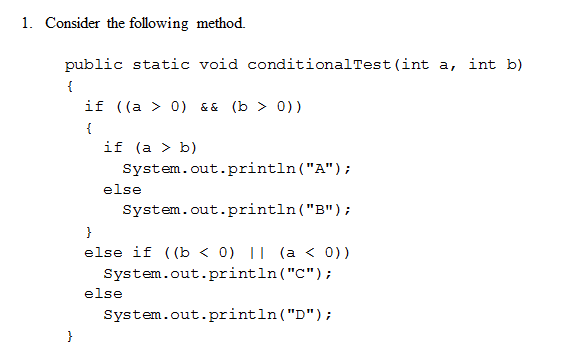 1. Consider the following method.
public static void conditionalTest(int a, int b)
{
if ((a > 0) && (b > 0))
{
if (a > b)
System.out.println("A");
else
System.out.println("B");
}
else if ((b < 0) || (a < 0))
System.out.println("C");
else
System.out.println("D");
}